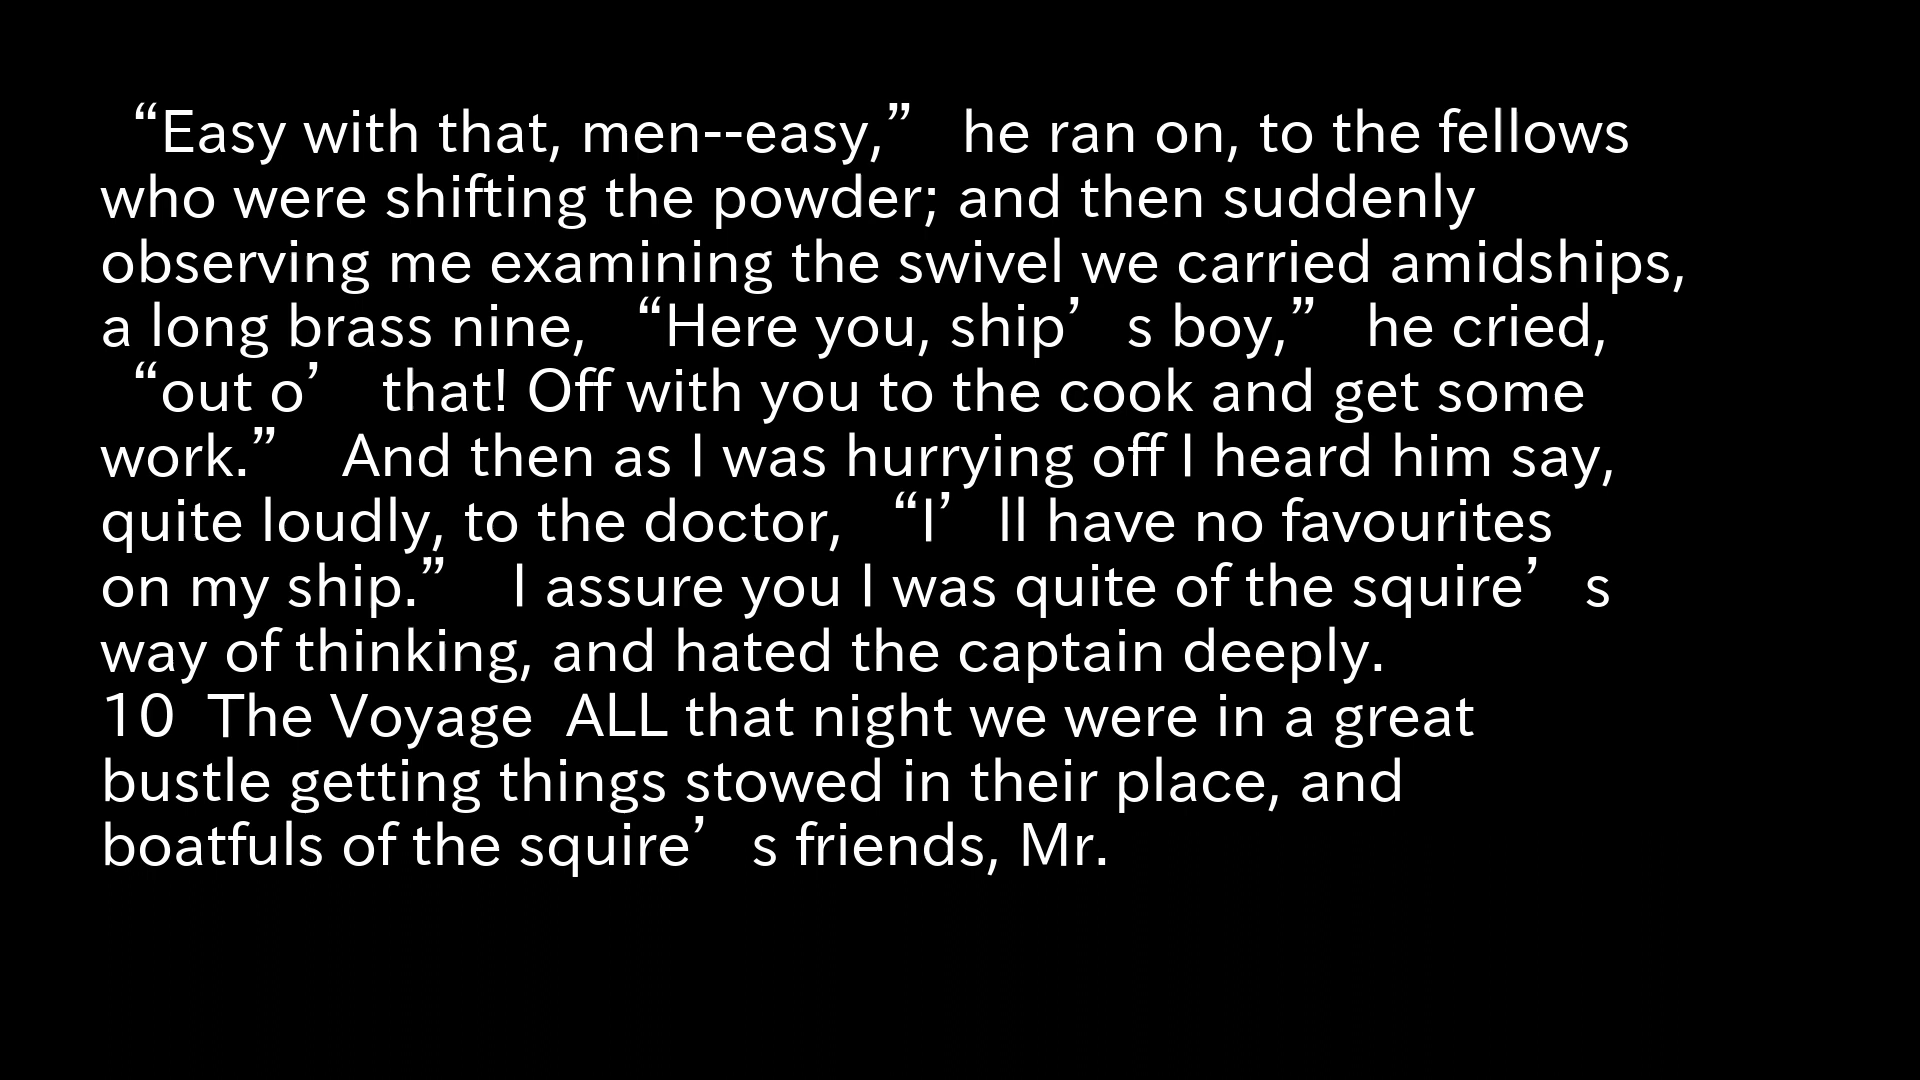 “Easy with that, men--easy,” he ran on, to the fellows
who were shifting the powder; and then suddenly
observing me examining the swivel we carried amidships,
a long brass nine, “Here you, ship’s boy,” he cried,
“out o’ that! Off with you to the cook and get some
work.” And then as I was hurrying off I heard him say,
quite loudly, to the doctor, “I’ll have no favourites
on my ship.” I assure you I was quite of the squire’s
way of thinking, and hated the captain deeply.
10 The Voyage ALL that night we were in a great
bustle getting things stowed in their place, and
boatfuls of the squire’s friends, Mr.